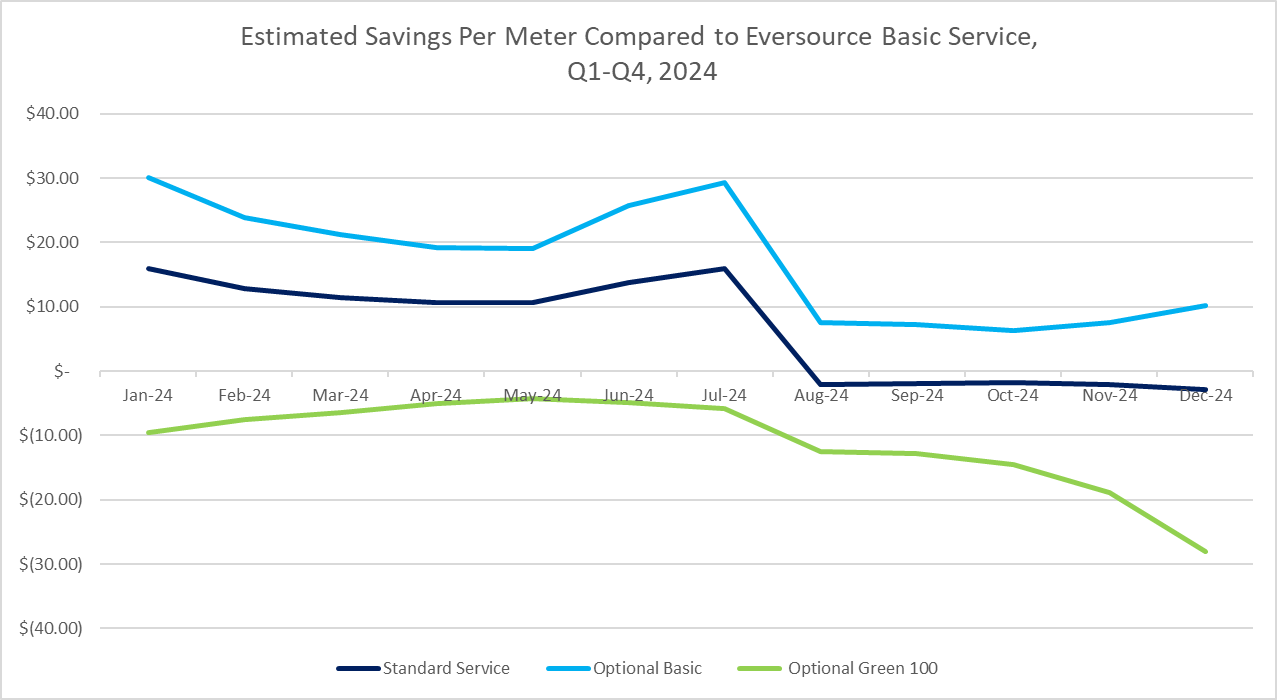 Estimated Savings Per Meter Compared to Eversource Basic Service,
Q1-Q4, 2024
$40.00
$30.00
$20.00
$10.00
$-
$(10.00)
$(20.00)
$(30.00)
$(40.00)
Jan-24 Feb-24 Mar-24 Apr-24 May-24 Jun-24 Jul-24 Aug-24 Sep-24 Oct-24 Nov-24 Dec-24
Standard Service Optional Basic Optional Green 100